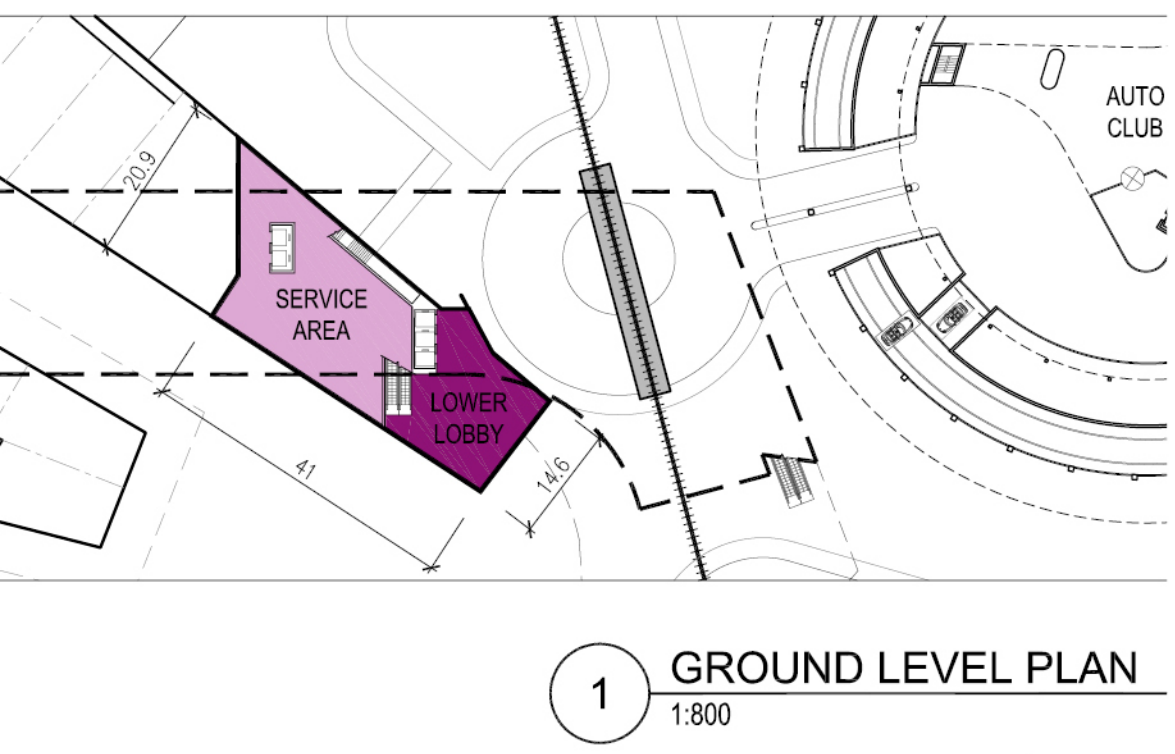 AUTO
CLUB
20.9
SERVICE
AREA
LOWER
LOBBY
41
14.6
1
GROUND LEVEL PLAN
1:800